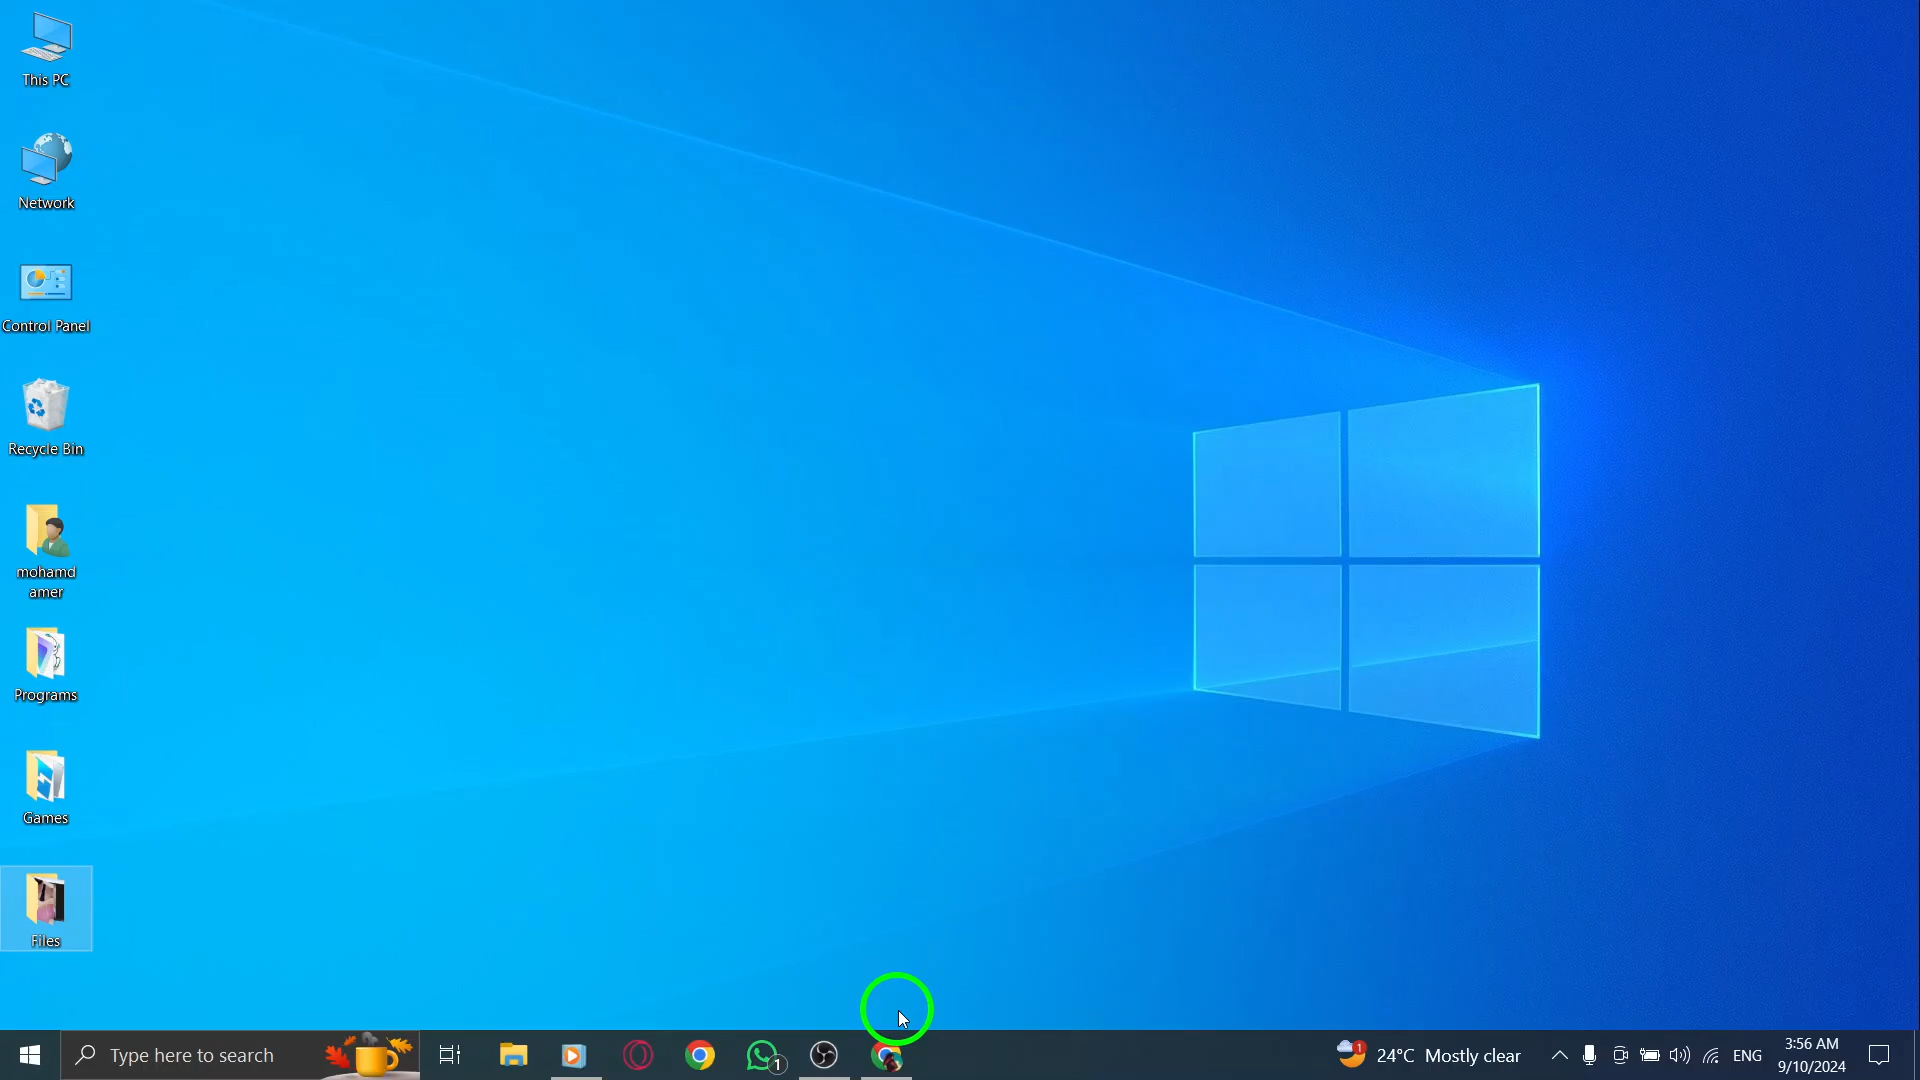 This PC
Network
Control Panel
Recycle Bin
mohamd
amer
Programs
Games
Files
Type here to search
1
1
24°C Mostly clear
ENG
3:56 AM
9/10/2024